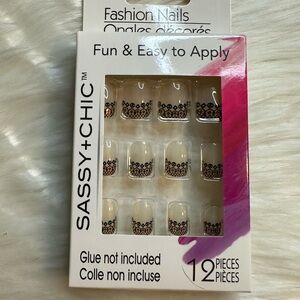 Fashion Nails
Ongles décorés
Fun & Easy to Apply
SASSY+CHIC™
Glue not included
Colle non incluse
12 PIECES
PIÈCES